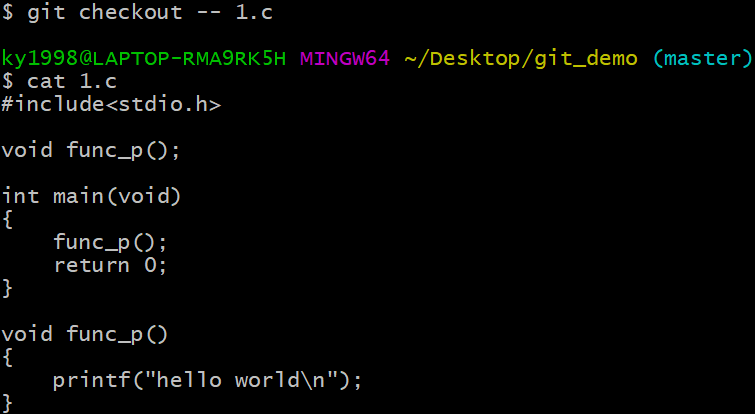 $ git checkout -- 1.c
ky1998@LAPTOP-RMA9RK5H MINGW64 ~/Desktop/git_demo (master)
$ cat 1.c
#include<stdio.h>
void func_p();
int main(void)
{
    func_p();
    return 0;
}
void func_p()
{
    printf("hello world\n");
}